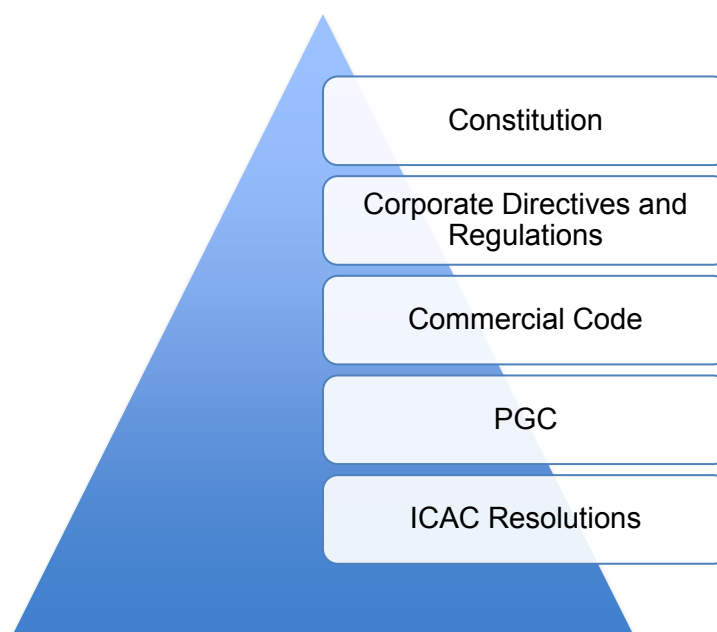 Constitution
Corporate Directives and
Regulations
Commercial Code
PGC
ICAC Resolutions